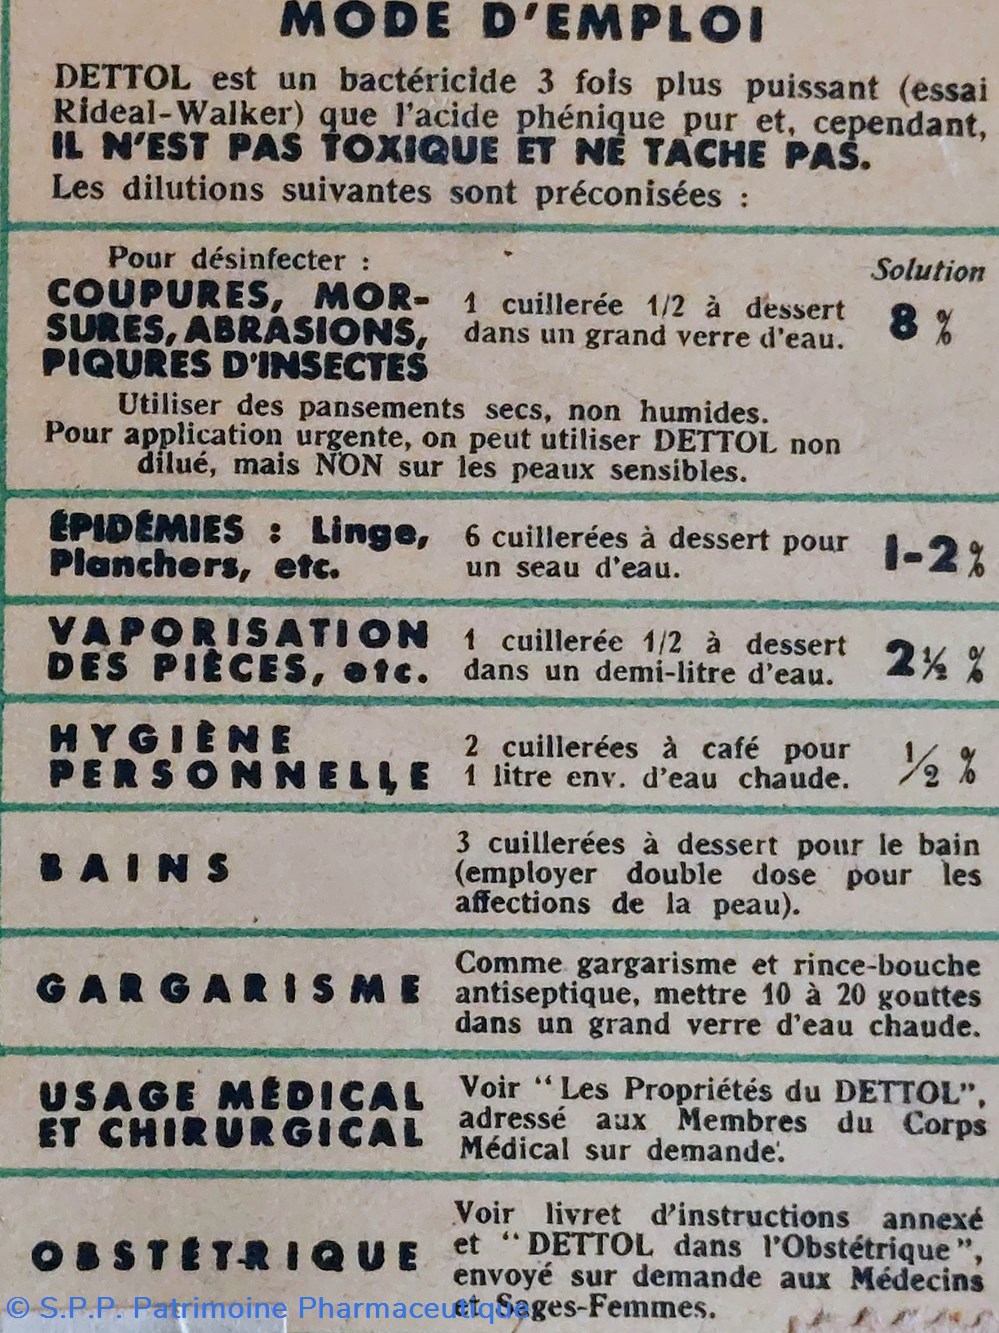 MODE D'EMPLOI
DETTOL est un bactéricide 3 fois plus puissant (essai
Rideal-Walker) que l'acide phénique pur et, cependant,
IL N'EST PAS TOXIQUE ET NE TACHE PAS.
Les dilutions suivantes sont préconisées :
Pour désinfecter :
COUPURES, MOR-
SURES, ABRASIONS,
PIQURES D'INSECTES
1 cuillerée 1/2 à dessert
dans un grand verre d'eau.
Solution
8 %
Utiliser des pansements secs, non humides.
Pour application urgente, on peut utiliser DETTOL non
dilué, mais NON sur les peaux sensibles.
ÉPIDÉMIES : Linge,
Planchers, etc.
6 cuillerées à dessert pour
un seau d'eau.
1-2 %
VAPORISATION
DES PIÈCES, etc.
1 cuillerée 1/2 à dessert
dans un demi-litre d'eau.
2 ½ %
HYGIÈNE
PERSONNELLE
2 cuillerées à café pour
1 litre env. d'eau chaude.
½ %
BAINS
3 cuillerées à dessert pour le bain
(employer double dose pour les
affections de la peau).
GARGARISME
Comme gargarisme et rince-bouche
antiseptique, mettre 10 à 20 gouttes
dans un grand verre d'eau chaude.
USAGE MÉDICAL
ET CHIRURGICAL
Voir "Les Propriétés du DETTOL",
adressé aux Membres du Corps
Médical sur demande.
OBSTÉTRIQUE
Voir livret d'instructions annexé
et "DETTOL dans l'Obstétrique",
envoyé sur demande aux Médecins
et Sages-Femmes.
© S.P.P. Patrimoine Pharmaceutique